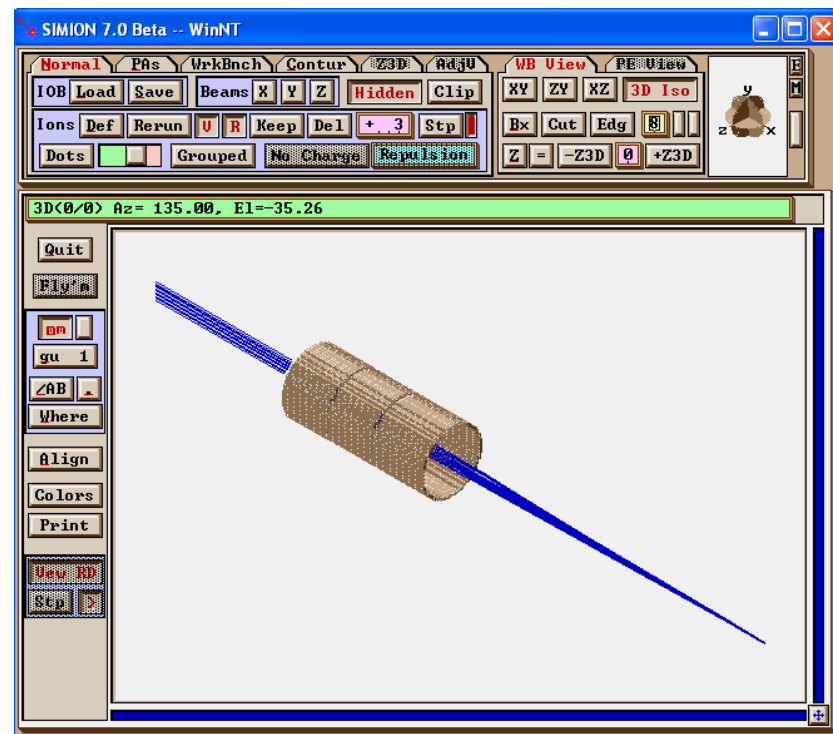 SIMION 7.0 Beta -- WinNT
Normal PAs WrkBnch Contur Z3D AdjV WB View PE View
IOB Load Save Beams X Y Z Hidden Clip XY ZY XZ 3D Iso
Ions Def Rerun V R Keep Del + 3 Stp Bx Cut Edg
Dots Grouped No Charge Repulsion Z = -Z3D 0 +Z3D
E
M
y
z x
3D(0/0) Az= 135.00, El=-35.26
Quit
Fly'm
mm
gu 1
∠AB .
Where
Align
Colors
Print
Vew RD
Stp >